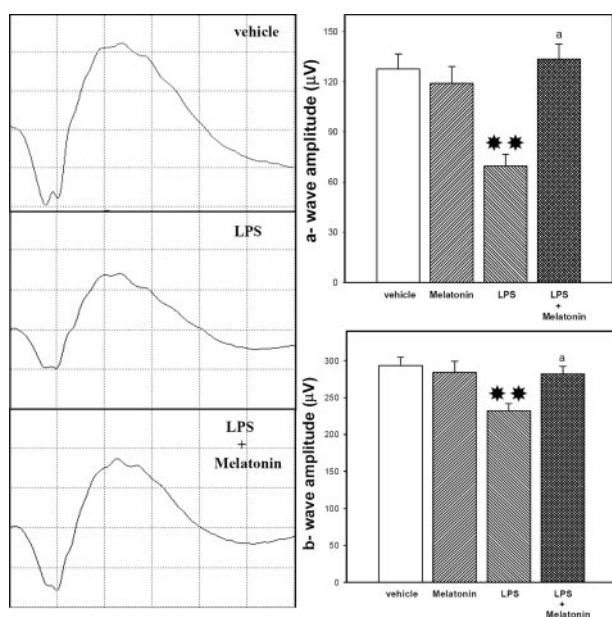 vehicle
LPS
LPS
+
Melatonin
a- wave amplitude (µV)
150
120
90
60
30
0
a
vehicle Melatonin LPS LPS
+
Melatonin
b- wave amplitude (µV)
300
250
200
150
100
50
0
a
vehicle Melatonin LPS LPS
+
Melatonin